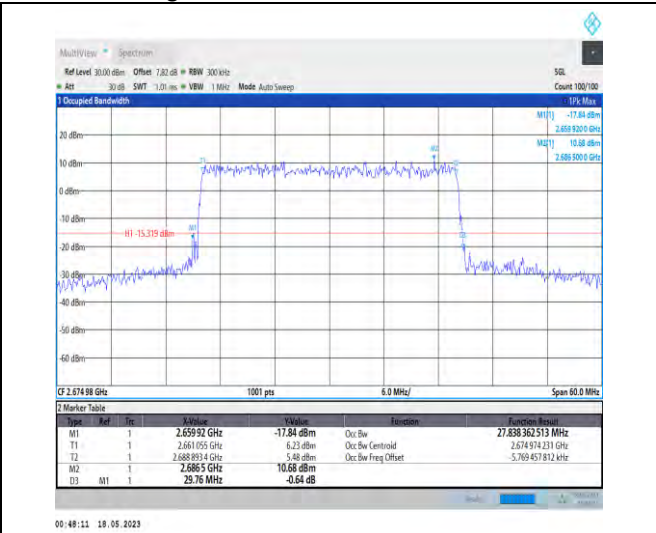 MultiView Spectrum
Ref Level 30.00 dBm Offset 7.82 dB RBW 300 kHz SGL
Att 30 dB SWT 1.01 ms VBW 1 MHz Mode Auto Sweep Count 100/100
1 Occupied Bandwidth 1Pk Max
M1[1] -17.84 dBm
2.659 9200 GHz
M2[1] 10.68 dBm
2.686 5000 GHz
20 dBm
M2
T1
10 dBm
0 dBm
-10 dBm
M1
H1 -15.319 dBm
D3
-20 dBm
-30 dBm
-40 dBm
-50 dBm
-60 dBm
CF 2.674 98 GHz 1001 pts 6.0 MHz/ Span 60.0 MHz
2 Marker Table
Type Ref Trc X-Value Y-Value Function Function Result
M1 1 2.659 92 GHz -17.84 dBm Occ Bw 27.838 362 513 MHz
T1 1 2.661 055 GHz 6.23 dBm Occ Bw Centroid 2.674 974 231 GHz
T2 1 2.688 893 4 GHz 5.48 dBm Occ Bw Freq Offset -5.769 457 812 kHz
M2 1 2.686 5 GHz 10.68 dBm
D3 M1 1 29.76 MHz -0.64 dB
00:48:11 18.05.2023